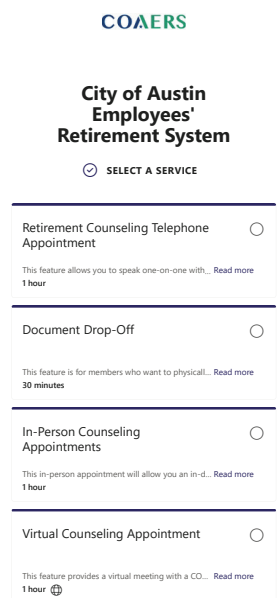 COAERS
City of Austin
Employees'
Retirement System
SELECT A SERVICE
Retirement Counseling Telephone
Appointment
This feature allows you to speak one-on-one with... Read more
1 hour
Document Drop-Off
This feature is for members who want to physicall... Read more
30 minutes
In-Person Counseling
Appointments
This in-person appointment will allow you an in-d... Read more
1 hour
Virtual Counseling Appointment
This feature provides a virtual meeting with a CO... Read more
1 hour